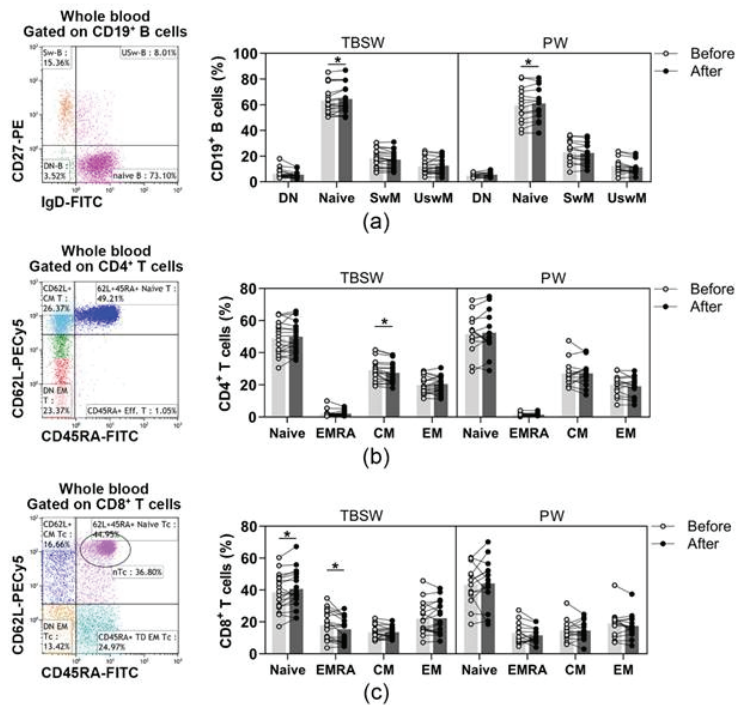 Whole blood
Gated on CD19⁺ B cells
Sw-B :
15.36%
USw-B : 8.01%
DN-B :
3.52%
naive B : 73.10%
CD27-PE
IgD-FITC
TBSW
PW
Before
After
CD19⁺ B cells (%)
100
80
60
40
20
0
*
*
DN
Naive
SwM
UswM
DN
Naive
SwM
UswM
(a)
Whole blood
Gated on CD4⁺ T cells
CD62L+
CM T :
26.37%
62L+45RA+ Naive T :
49.21%
DN EM
T :
23.37%
CD45RA+ Eff. T : 1.05%
CD62L-PECy5
CD45RA-FITC
TBSW
PW
Before
After
CD4⁺ T cells (%)
80
60
40
20
0
*
Naive
EMRA
CM
EM
Naive
EMRA
CM
EM
(b)
Whole blood
Gated on CD8⁺ T cells
CD62L+
CM Tc :
16.66%
62L+45RA+ Naive Tc :
44.95%
nTc : 36.80%
DN EM
Tc :
13.42%
CD45RA+ TD EM Tc :
24.97%
CD62L-PECy5
CD45RA-FITC
TBSW
PW
Before
After
CD8⁺ T cells (%)
80
60
40
20
0
*
*
Naive
EMRA
CM
EM
Naive
EMRA
CM
EM
(c)